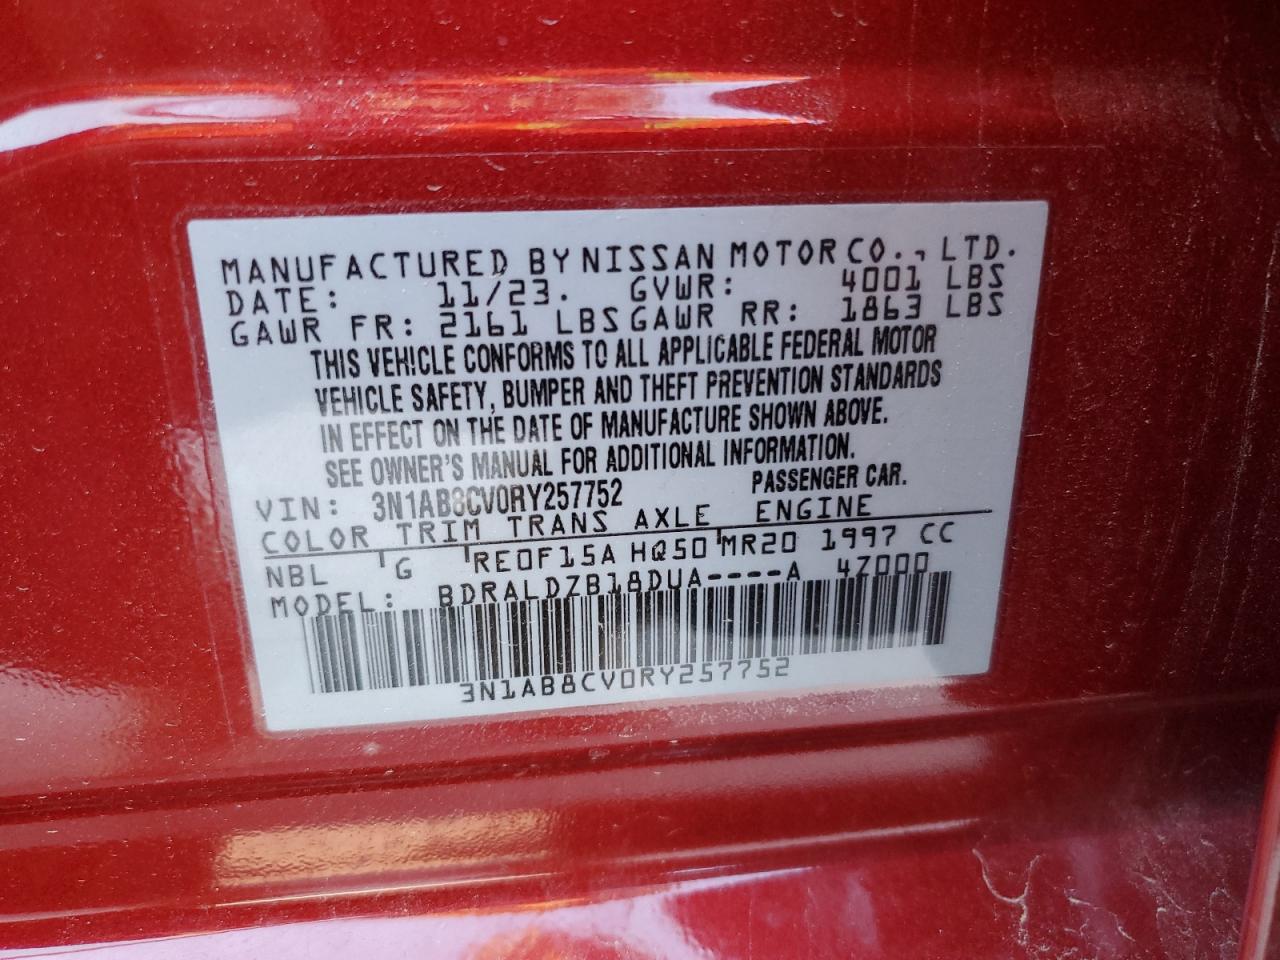 MANUFACTURED BY NISSAN MOTOR CO., LTD.
DATE: 11/23. GVWR: 4001 LBS
GAWR FR: 2161 LBS GAWR RR: 1863 LBS
THIS VEHICLE CONFORMS TO ALL APPLICABLE FEDERAL MOTOR
VEHICLE SAFETY, BUMPER AND THEFT PREVENTION STANDARDS
IN EFFECT ON THE DATE OF MANUFACTURE SHOWN ABOVE.
SEE OWNER'S MANUAL FOR ADDITIONAL INFORMATION.
VIN: 3N1AB8CV0RY257752 PASSENGER CAR.
COLOR TRIM TRANS AXLE ENGINE
NBL G RE0F15A HQ50 MR20 1997 CC
MODEL: BDRALDZB18DUA----A 4Z000
3N1AB8CV0RY257752